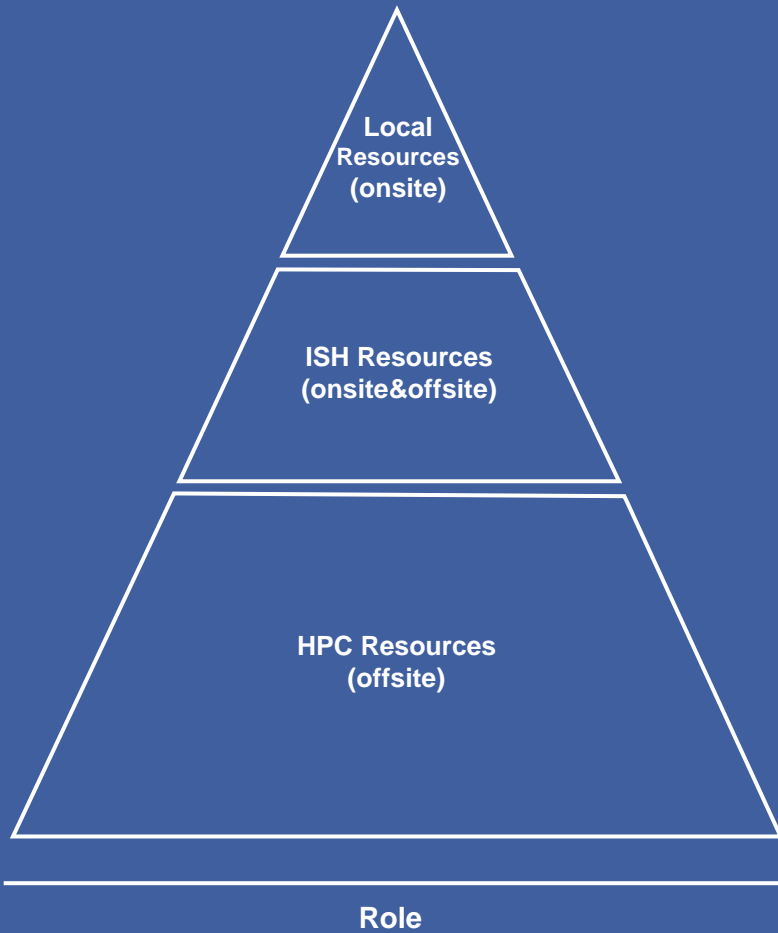 Local
Resources
(onsite)
ISH Resources
(onsite&offsite)
HPC Resources
(offsite)
Role